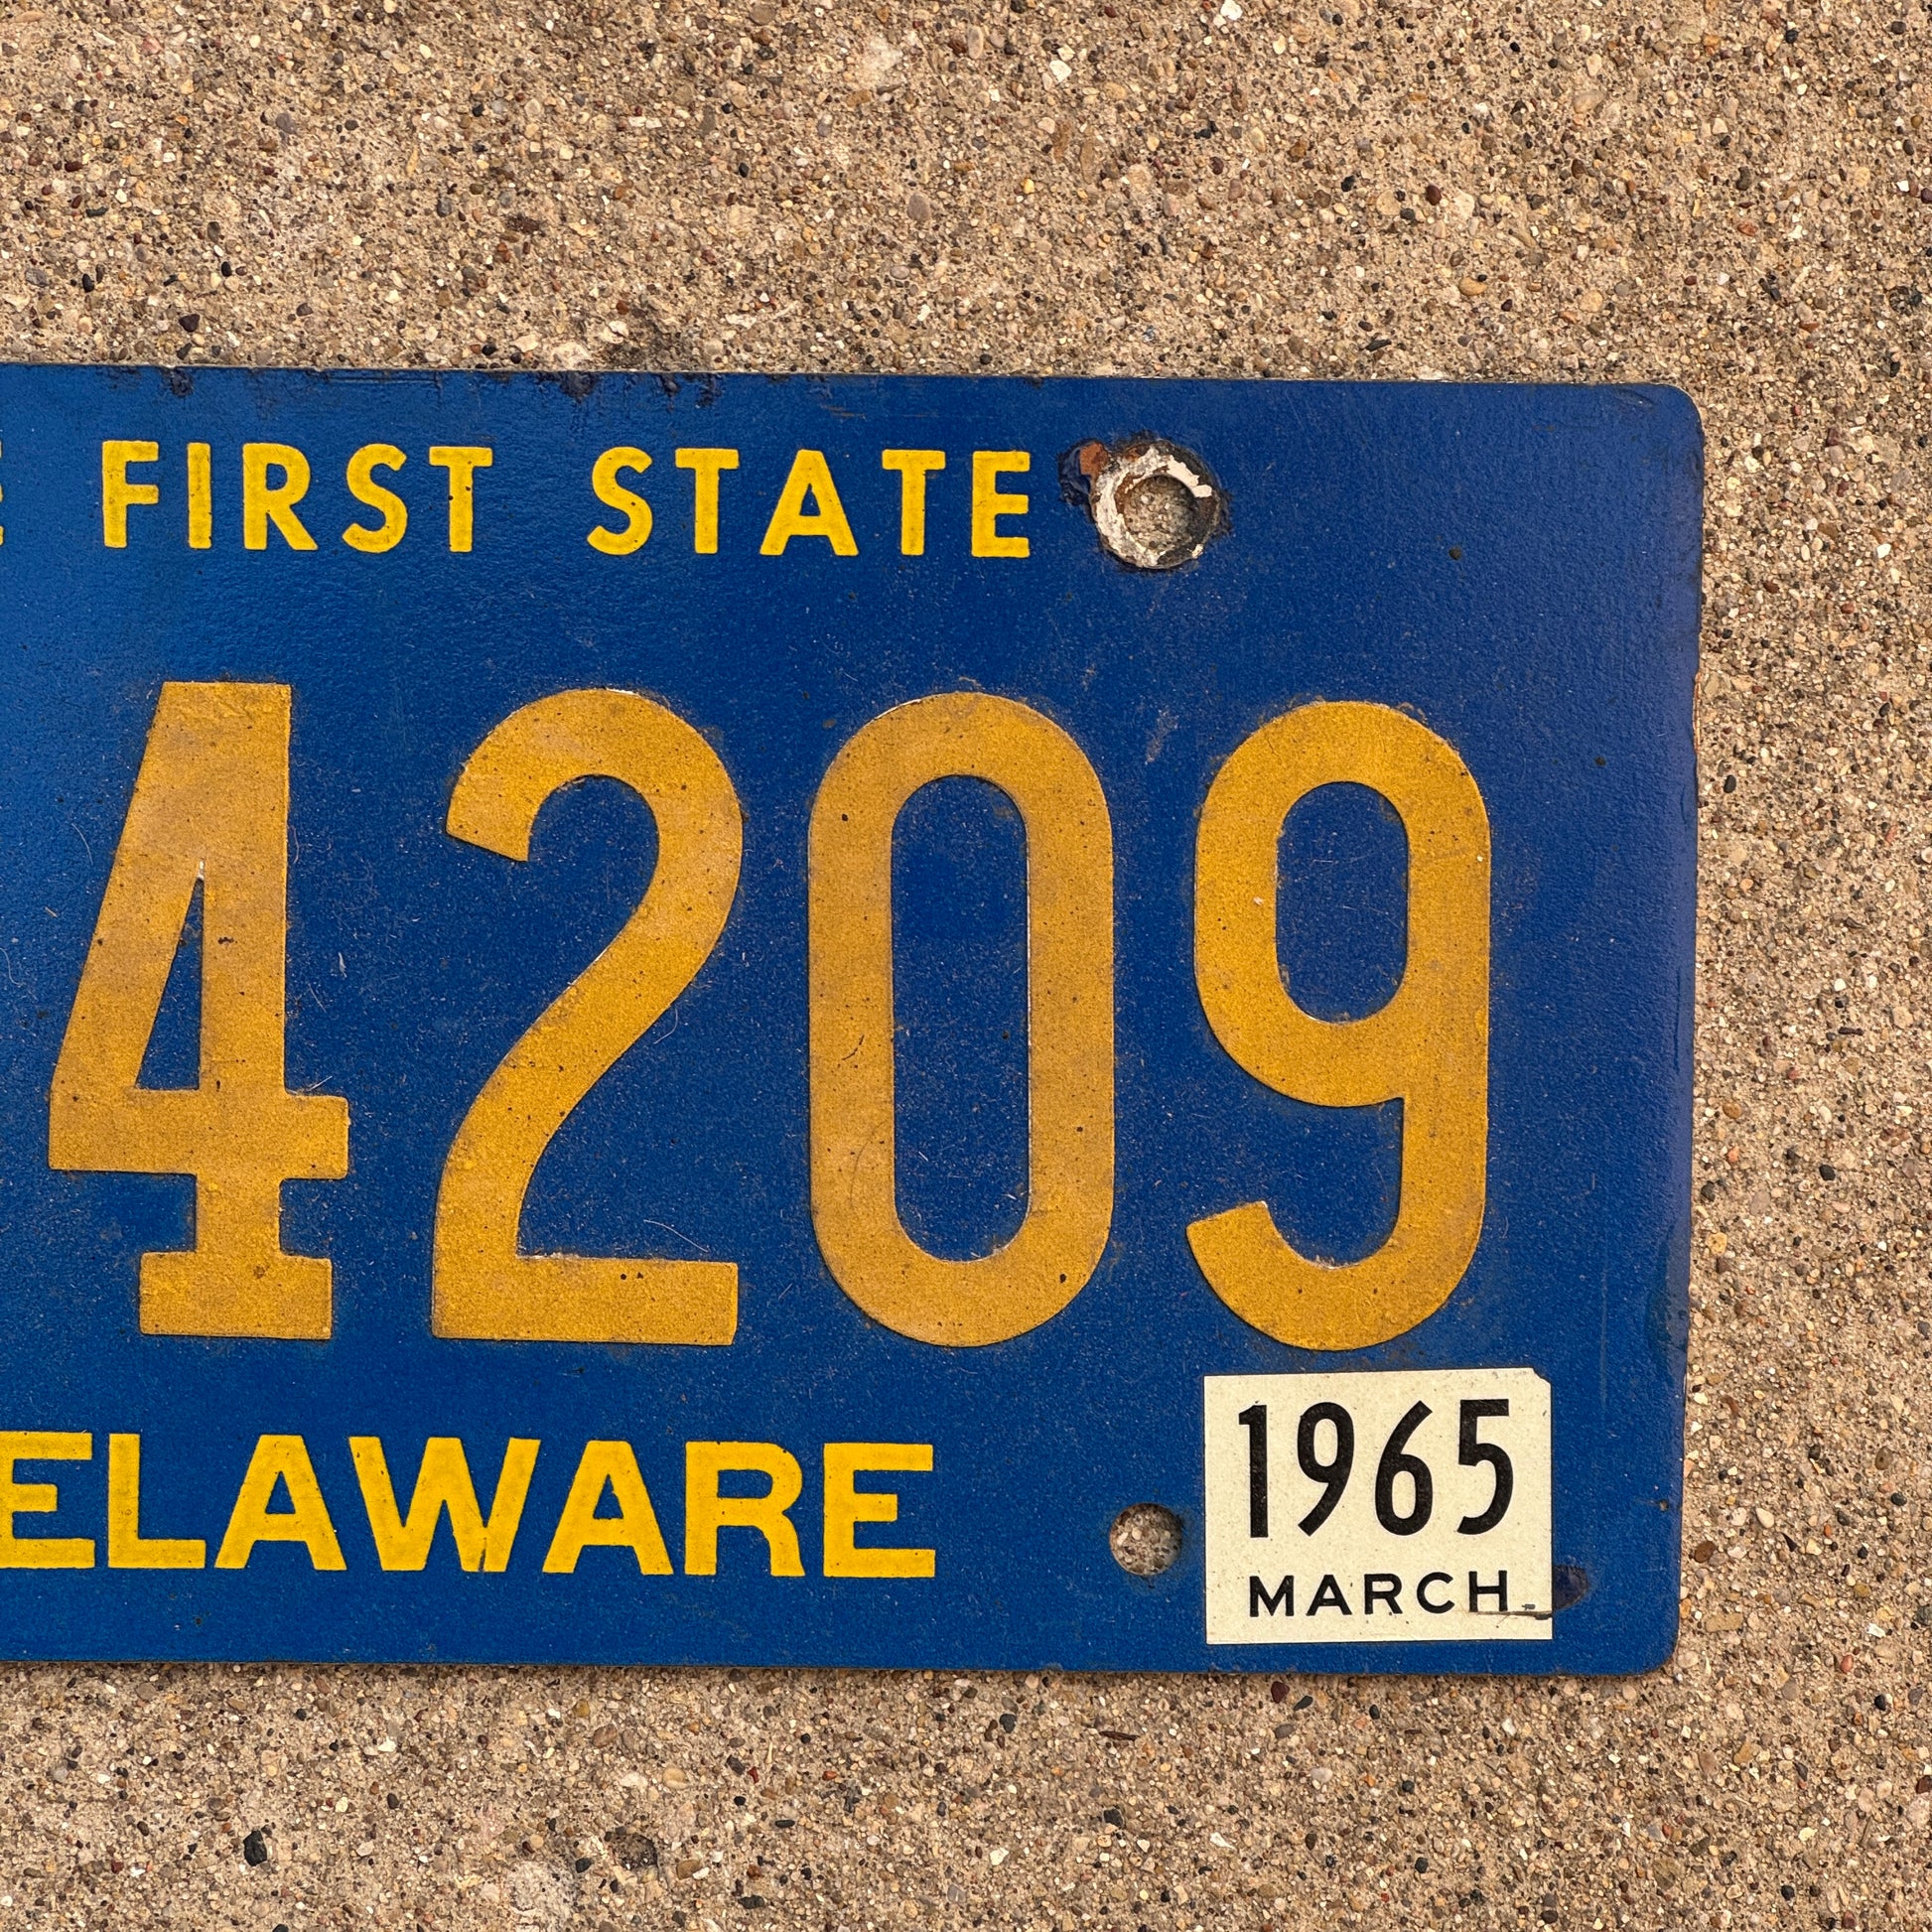 FIRST STATE
4209
ELAWARE
1965
MARCH